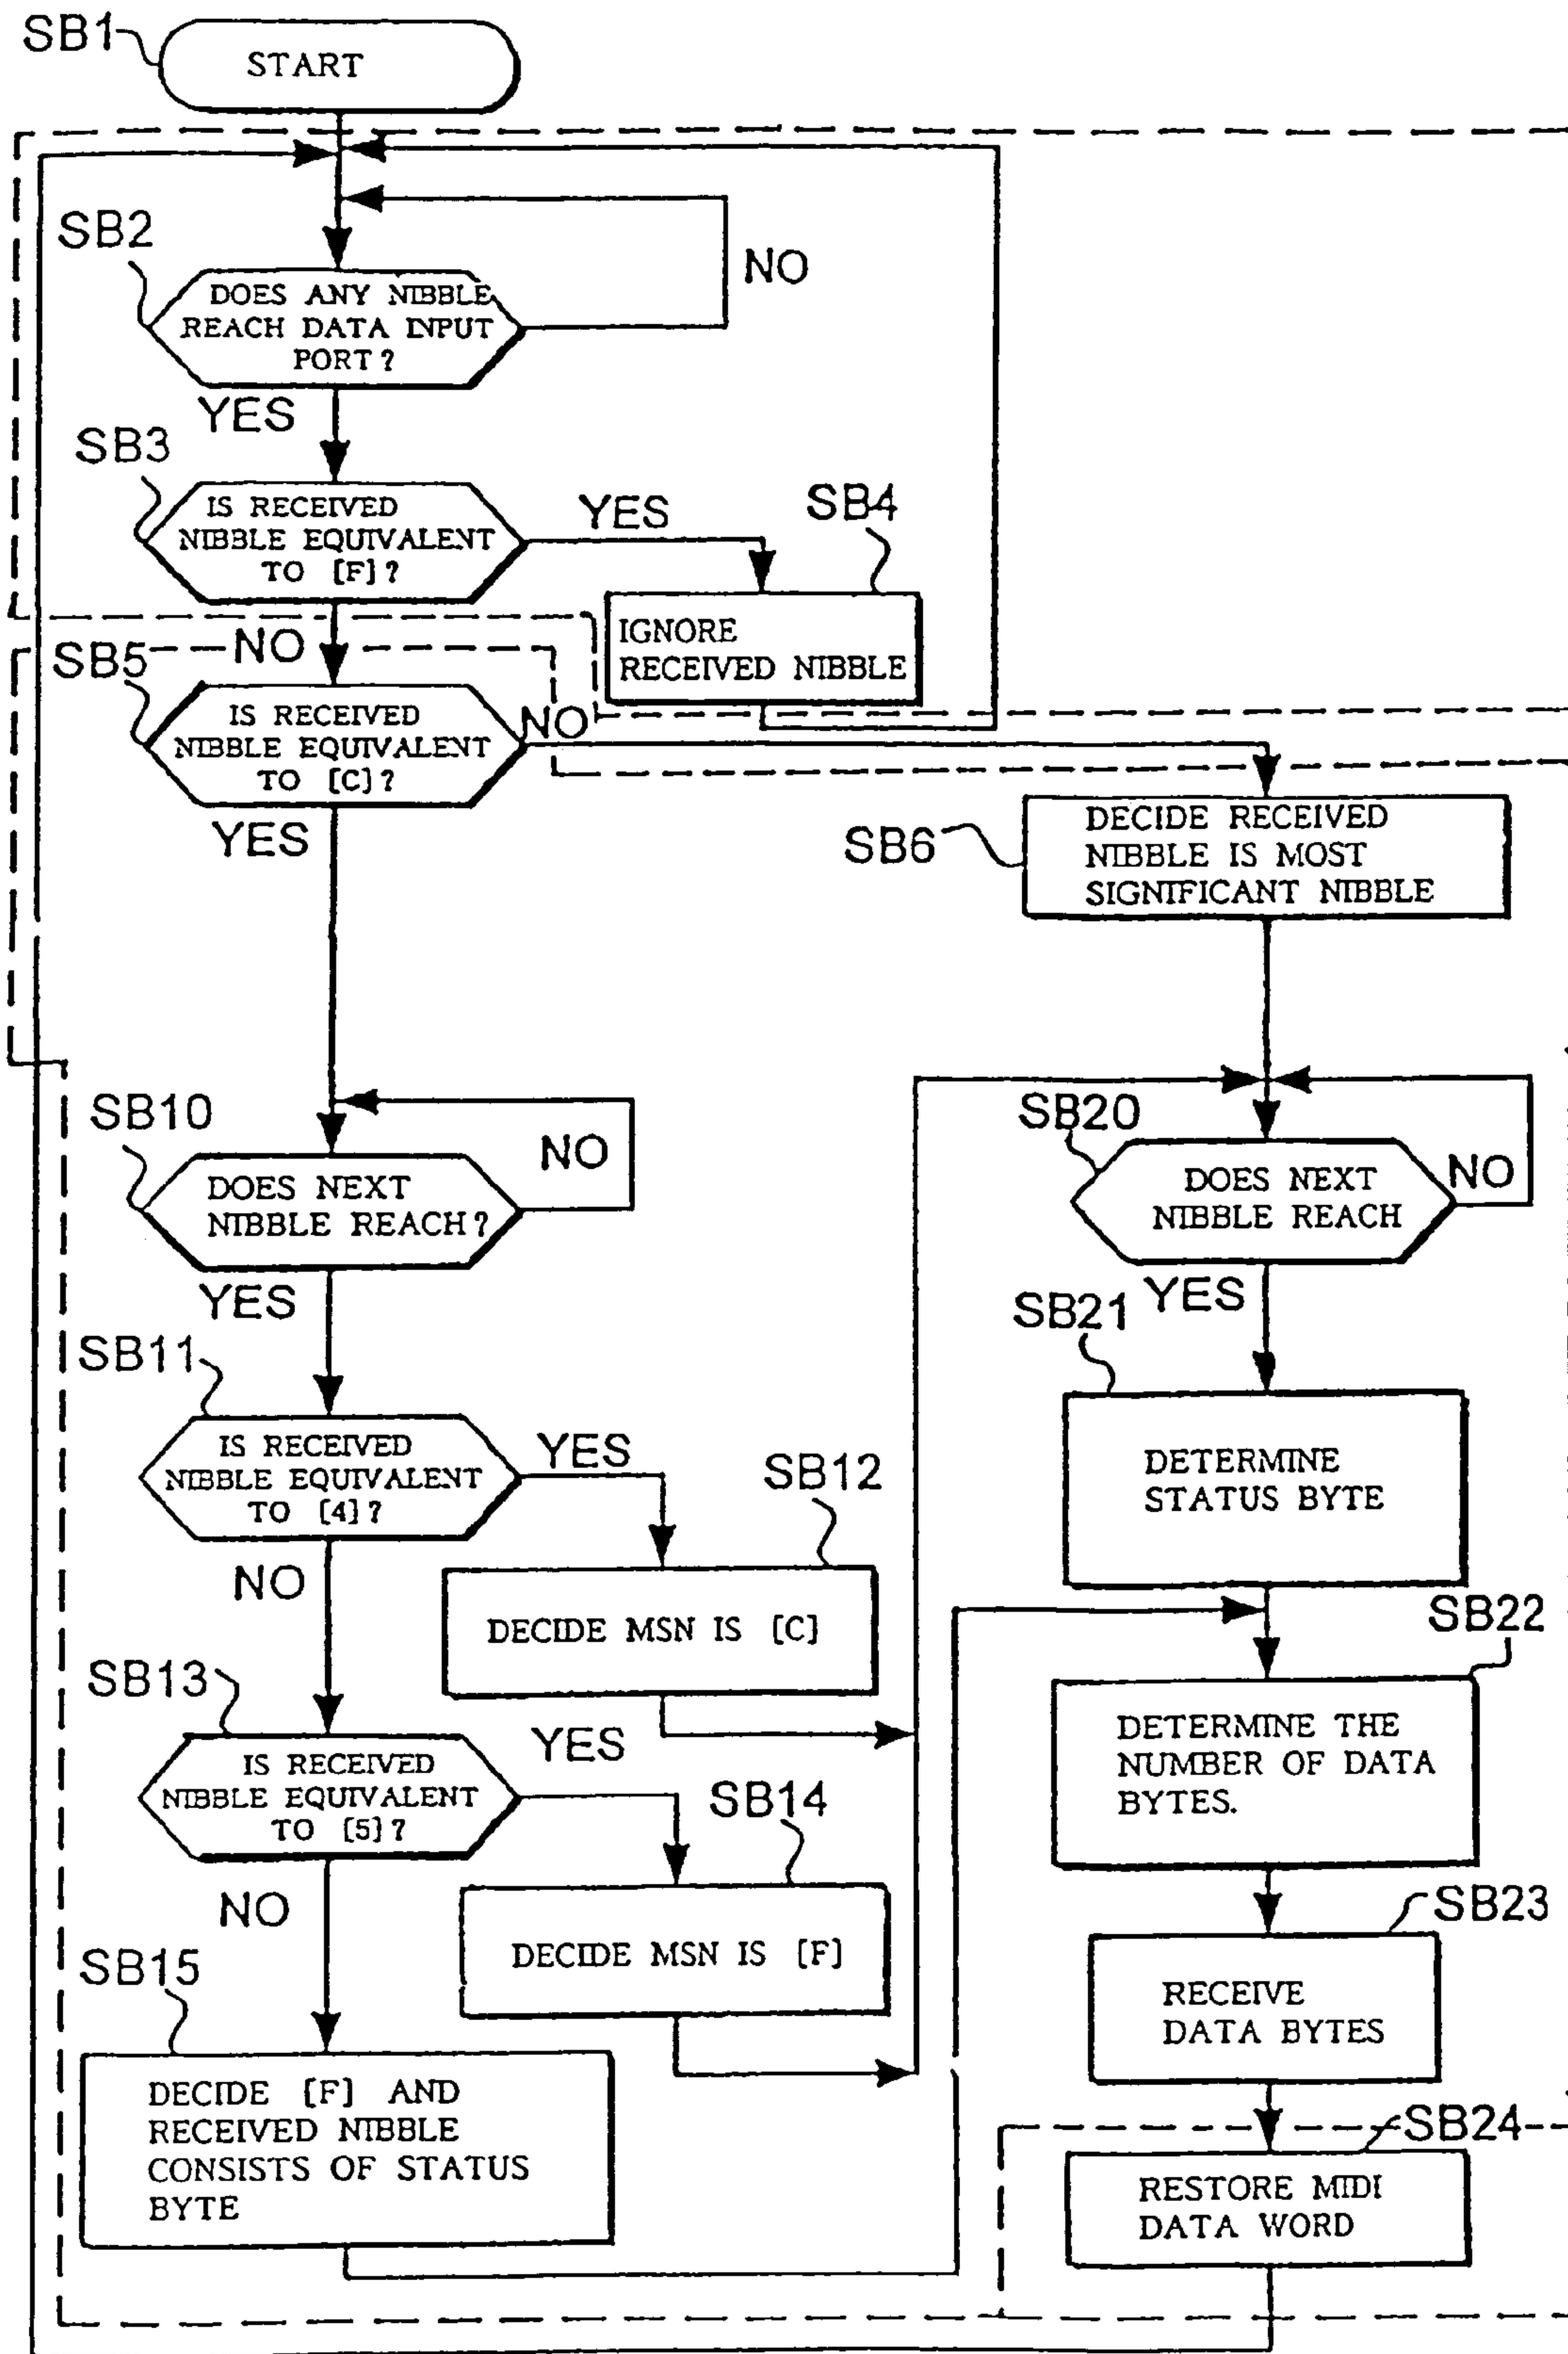 SB1
START
SB2
DOES ANY NIBBLE
REACH DATA INPUT
PORT?
NO
YES
SB3
IS RECEIVED
NIBBLE EQUIVALENT
TO [F]?
YES
SB4
IGNORE
RECEIVED NIBBLE
NO
SB5
IS RECEIVED
NIBBLE EQUIVALENT
TO [C]?
NO
YES
SB6
DECIDE RECEIVED
NIBBLE IS MOST
SIGNIFICANT NIBBLE
SB10
DOES NEXT
NIBBLE REACH?
NO
YES
SB20
DOES NEXT
NIBBLE REACH
NO
YES
SB11
IS RECEIVED
NIBBLE EQUIVALENT
TO [4]?
YES
SB12
DECIDE MSN IS [C]
NO
SB21
DETERMINE
STATUS BYTE
SB13
IS RECEIVED
NIBBLE EQUIVALENT
TO [5]?
YES
SB14
DECIDE MSN IS [F]
NO
SB22
DETERMINE THE
NUMBER OF DATA
BYTES.
SB15
DECIDE [F] AND
RECEIVED NIBBLE
CONSISTS OF STATUS
BYTE
SB23
RECEIVE
DATA BYTES
SB24
RESTORE MIDI
DATA WORD